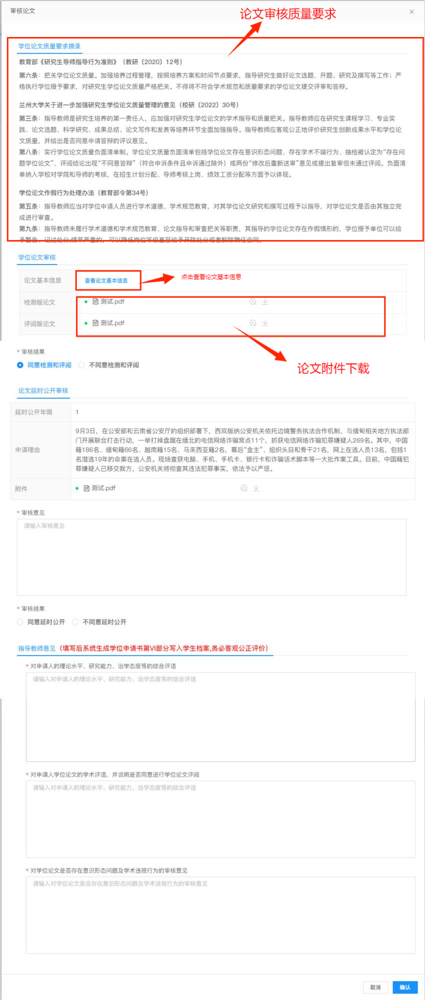 审核论文
论文审核质量要求
学位论文质量要求摘录
教育部《研究生导师指导行为准则》（教研〔2020〕12号）
第六条：把关学位论文质量。加强培养过程管理，按照培养方案和时间节点要求，指导研究生做好论文选题、开题、研究及撰写等工作；严
格执行学位授予要求，对研究生学位论文质量严格把关。不得将不符合学术规范和质量要求的学位论文提交评审和答辩。
兰州大学关于进一步加强研究生学位论文质量管理的意见（校研〔2022〕30号）
第三条：指导教师是研究生培养的第一责任人，应加强对研究生学位论文的学术指导和质量把关。指导教师应在研究生课程学习、专业实
践、论文选题、科学研究、成果总结、论文写作和发表等培养环节全面加强指导。指导教师应客观公正地评价研究生创新成果水平和学位论
文质量，并给出是否同意申请答辩的评议意见。
第八条：实行学位论文质量负面清单制。学位论文质量负面清单包括学位论文存在意识形态问题、存在学术不端行为、抽检被认定为“存在问
题学位论文”、评阅结论出现“不同意答辩”（符合申诉条件且申诉通过除外）或两份“修改后重新送审”意见或提出复审但未通过评阅。负面清
单纳入学校对学院和导师的考核，在招生计划分配、导师考核上岗、绩效工资分配等方面予以体现。
学位论文作假行为处理办法（教育部令第34号）
第五条：指导教师应当对学位申请人员进行学术道德、学术规范教育，对其学位论文研究和撰写过程予以指导，对学位论文是否由其独立完
成进行审查。
第九条：指导教师未履行学术道德和学术规范教育、论文指导和审查把关等职责，其指导的学位论文存在作假情形的，学位授予单位可以给
予警告、记过处分;情节严重的，可以降低岗位等级直至给予开除处分或者解除聘任合同。
学位论文审核
论文基本信息 查看论文基本信息 点击查看论文基本信息
检测版论文 测试.pdf
评阅版论文 测试.pdf
* 审核结果
同意检测和评阅 不同意检测和评阅
论文附件下载
论文延时公开审核
延时公开年限 1
申请理由
9月3日，在公安部和云南省公安厅的组织部署下，西双版纳公安机关依托边境警务执法合作机制，与缅甸相关地方执法部
门开展联合打击行动，一举打掉盘踞在缅北的电信网络诈骗窝点11个，抓获电信网络诈骗犯罪嫌疑人269名。其中，中国
籍186名、缅甸籍66名、越南籍15名、马来西亚籍2名，幕后“金主”、组织头目和骨干21名，网上在逃人员13名，包括1
名潜逃19年的命案在逃人员。现场查获电脑、手机、手机卡、银行卡和诈骗话术脚本等一大批作案工具。目前，中国籍犯
罪嫌疑人已移交我方，公安机关将彻查其违法犯罪事实，依法予以严惩。
附件 测试.pdf
* 审核意见
请输入审核意见
* 审核结果
同意延时公开 不同意延时公开
指导教师意见（填写后系统生成学位申请书第VI部分写入学生档案,务必客观公正评价）
* 对申请人的理论水平、研究能力、治学态度等的综合评语
请输入对申请人的理论水平、研究能力、治学态度等的综合评语
* 对申请人学位论文的学术评语，并说明是否同意进行学位论文评阅
请输入对申请人的理论水平、研究能力、治学态度等的综合评语
* 对学位论文是否存在意识形态问题及学术违规行为的审核意见
请输入对学位论文是否存在意识形态问题及学术违规行为的审核意见
取消 确认